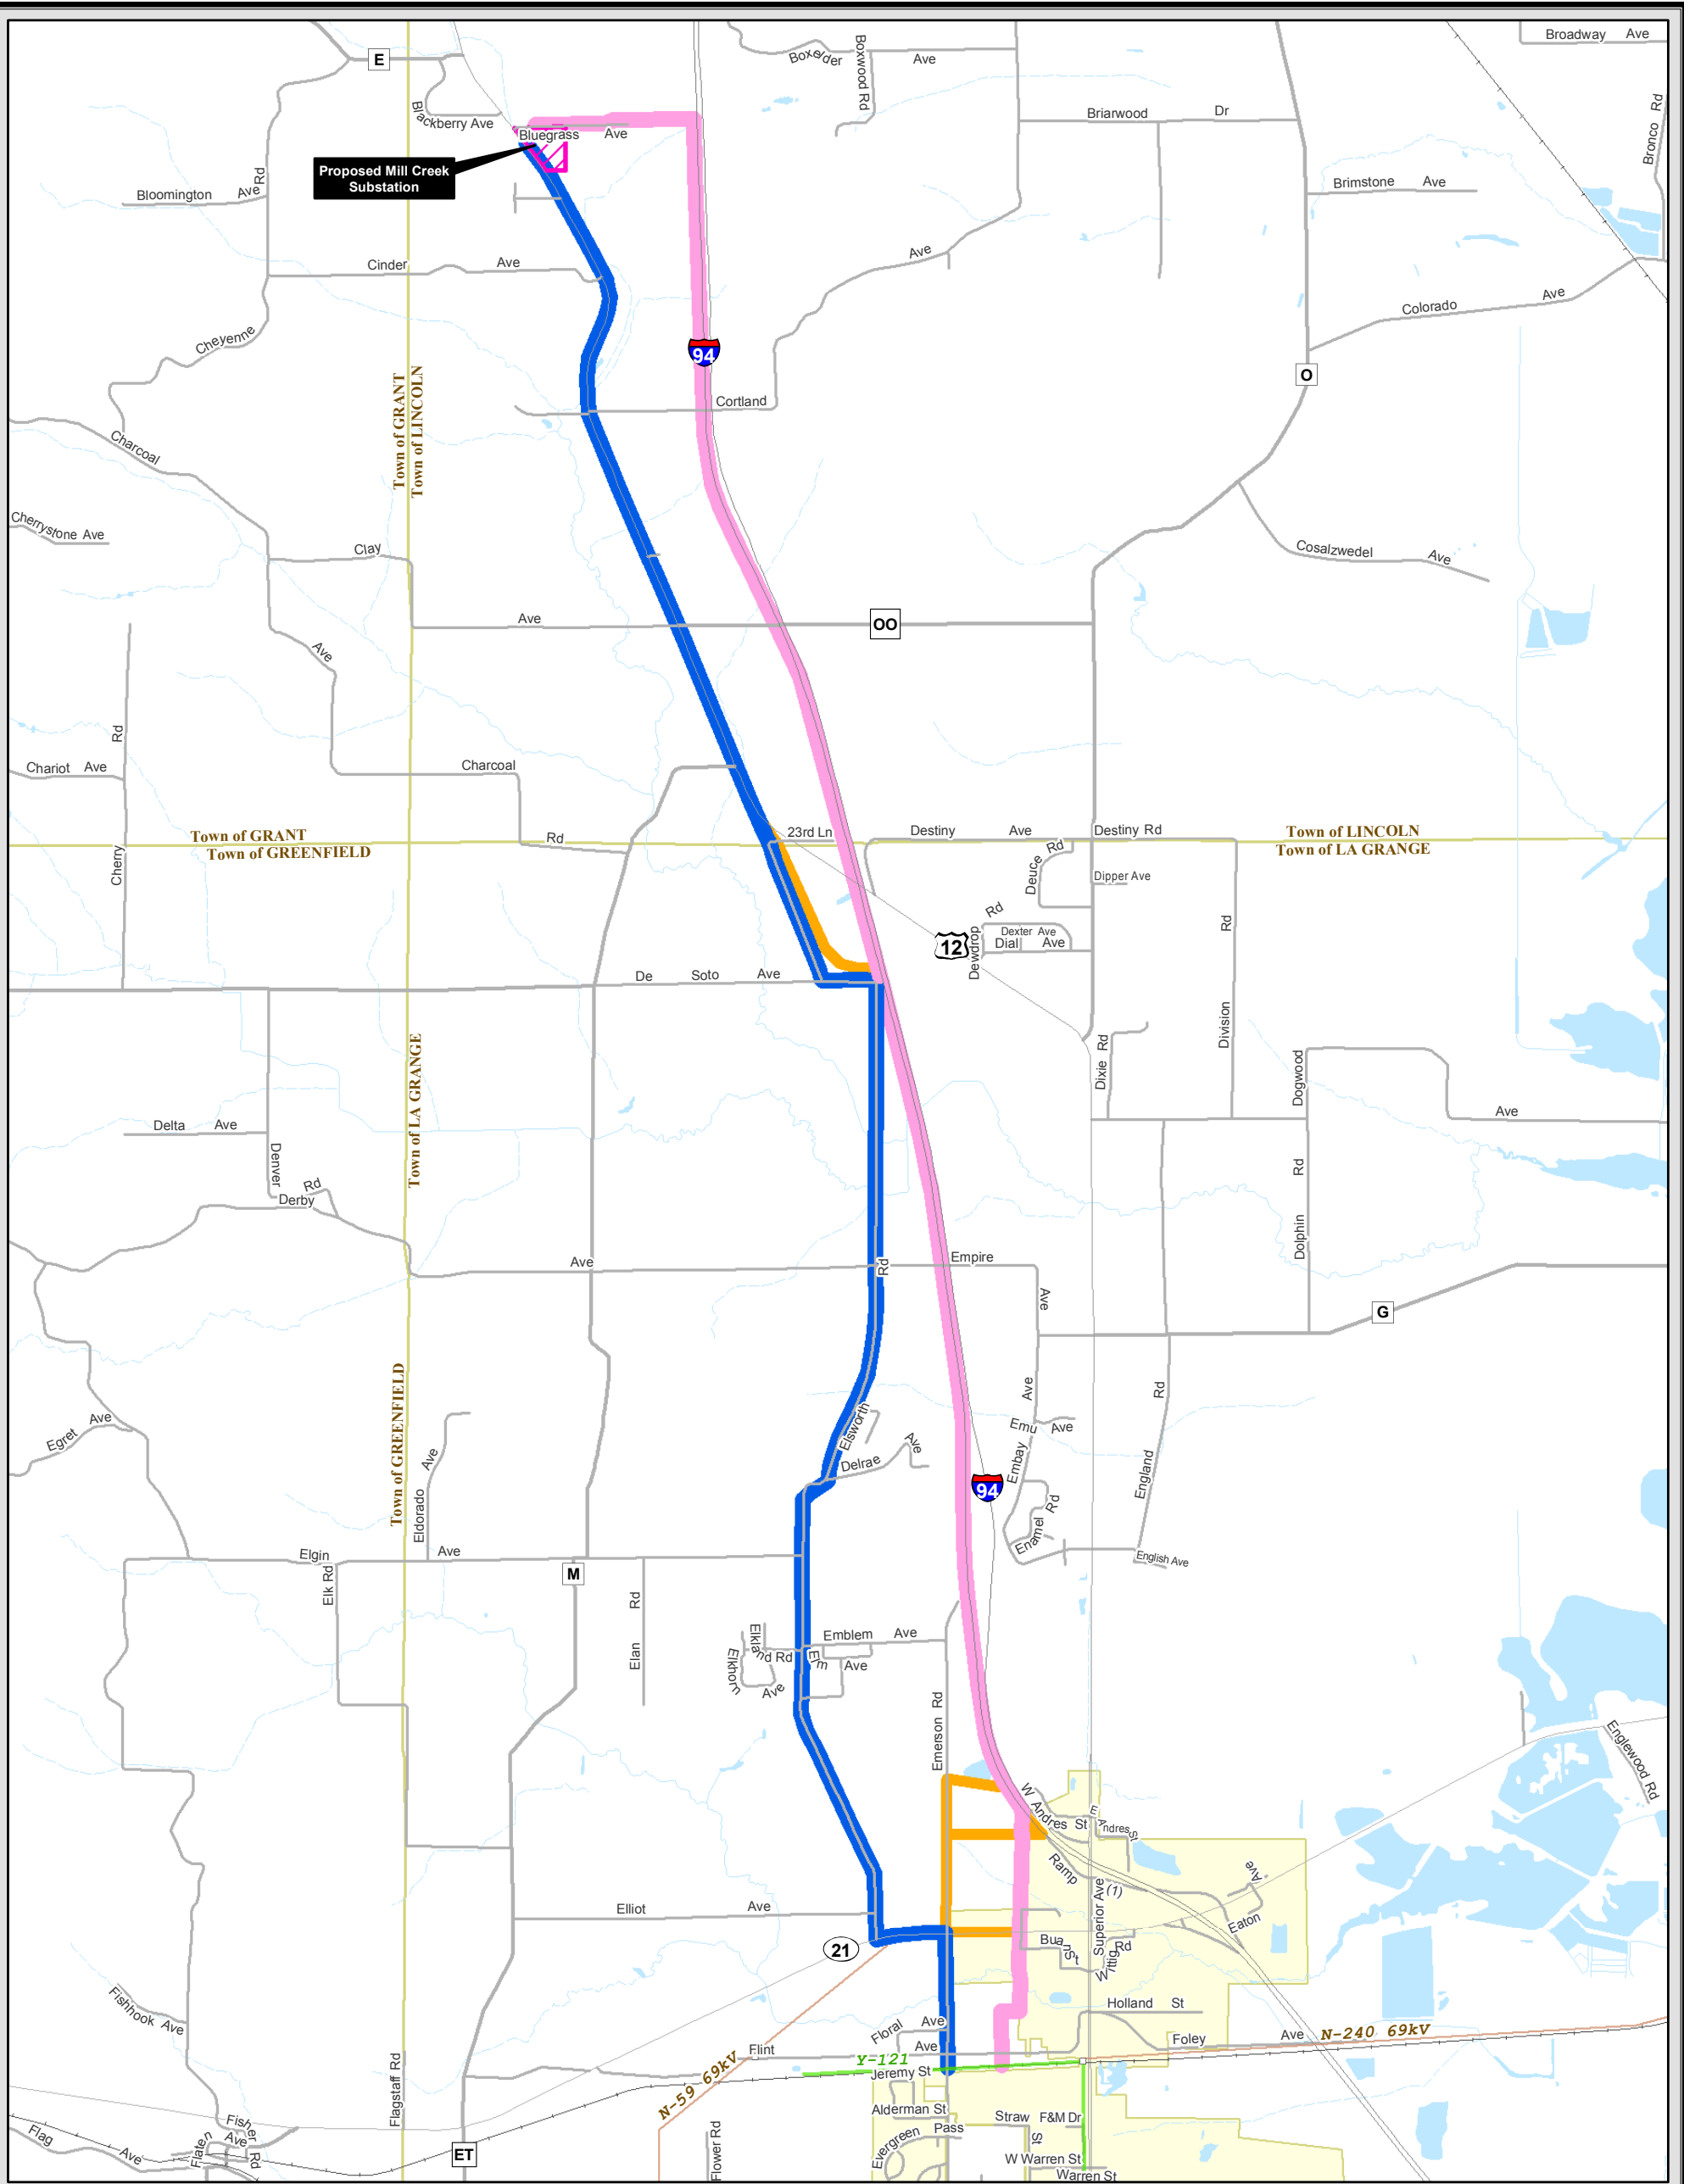 Broadway Ave
E
Boxelder Ave
Boxwood Rd
Bronco Rd
Blackberry Ave
Bluegrass Ave
Briarwood Dr
Proposed Mill Creek
Substation
Bloomington Ave
Rd
Brimstone Ave
Cinder Ave
Ave
Colorado Ave
Cheyenne
94
O
Town of GRANT
Town of LINCOLN
Cortland
Charcoal
Cherrystone Ave
Clay
Cosalzwedel Ave
Ave
OO
Ave
Rd
Chariot Ave
Charcoal
Town of GRANT
Town of GREENFIELD
Rd
23rd Ln
Destiny Ave
Destiny Rd
Town of LINCOLN
Town of LA GRANGE
Cherry
Deuce Rd
Dipper Ave
Rd
Rd
Dexter Ave
12
Dewdrop
Dial Ave
De Soto Ave
Division
Town of LA GRANGE
Dixie Rd
Dogwood
Delta Ave
Ave
Denver
Rd
Derby Rd
Dolphin
Ave
Rd
Empire
Ave
G
Town of GREENFIELD
Ave
Rd
Egret Ave
Elsworth
Emu Ave
Ave
Delrae Ave
Embay
England
Eldorado
94
Enamel Rd
Elgin Ave
English Ave
M
Elk Rd
Elan Rd
Elkland Rd
Emblem Ave
Elm Ave
Elkhorn Ave
Emerson Rd
Englewood Rd
W Andres St
E Andres St
Ramp
(1)
Ave
Elliot Ave
Superior Ave
Eaton
21
Buan St
Wittig Rd
Fishhook Ave
Holland St
Floral Ave
Foley Ave
N-240 69kV
Flint Ave
Y-121
Jeremy St
N-59 69kV
Flagstaff Rd
Alderman St
Straw St
F&M Dr
Fisher Rd
Flag Ave
Flaten Ave
ET
Flower Rd
Evergreen Pass
W Warren St
Warren St